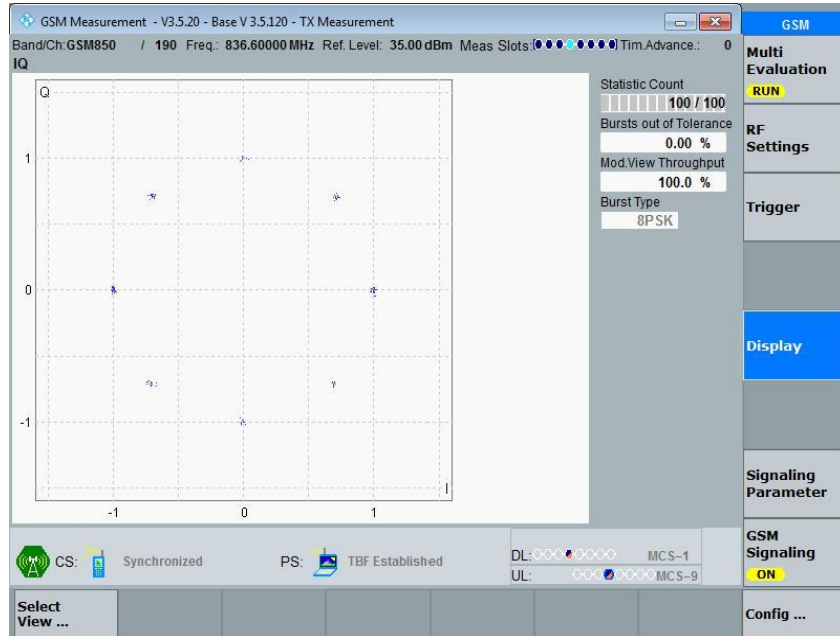 GSM Measurement - V3.5.20 - Base V 3.5.120 - TX Measurement
GSM
Band/Ch:GSM850 / 190 Freq.: 836.60000 MHz Ref. Level: 35.00 dBm Meas Slots: Tim.Advance.: 0
IQ
Multi
Evaluation
RUN
Statistic Count
100 / 100
Bursts out of Tolerance
0.00 %
Mod.View Throughput
100.0 %
Burst Type
8PSK
RF
Settings
Trigger
Display
Q
1
0
-1
I
-1 0 1
Signaling
Parameter
GSM
Signaling
ON
CS: Synchronized PS: TBF Established
DL: MCS-1
UL: MCS-9
Select
View ...
Config ...